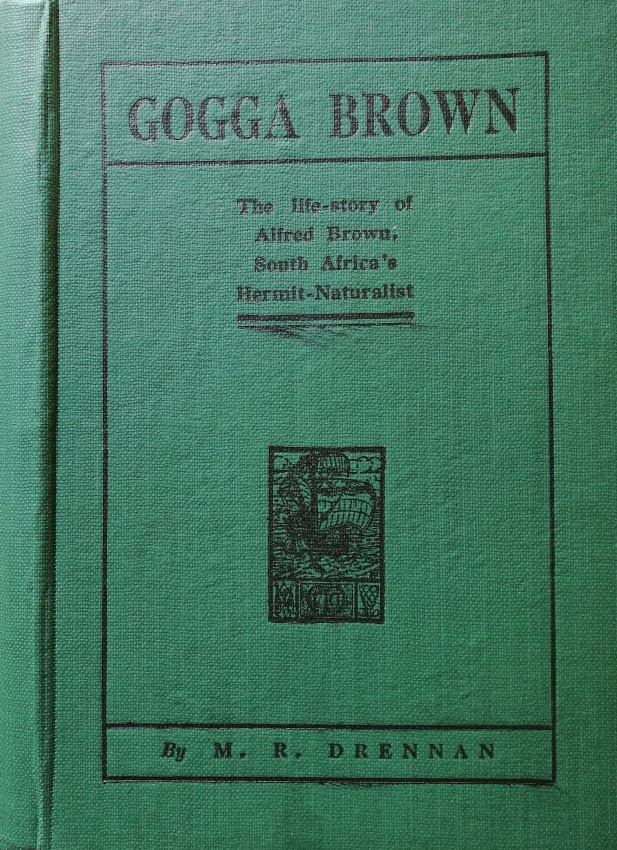 GOGGA BROWN
The life-story of
Alfred Brown,
South Africa's
Hermit-Naturalist
By M. R. DRENNAN